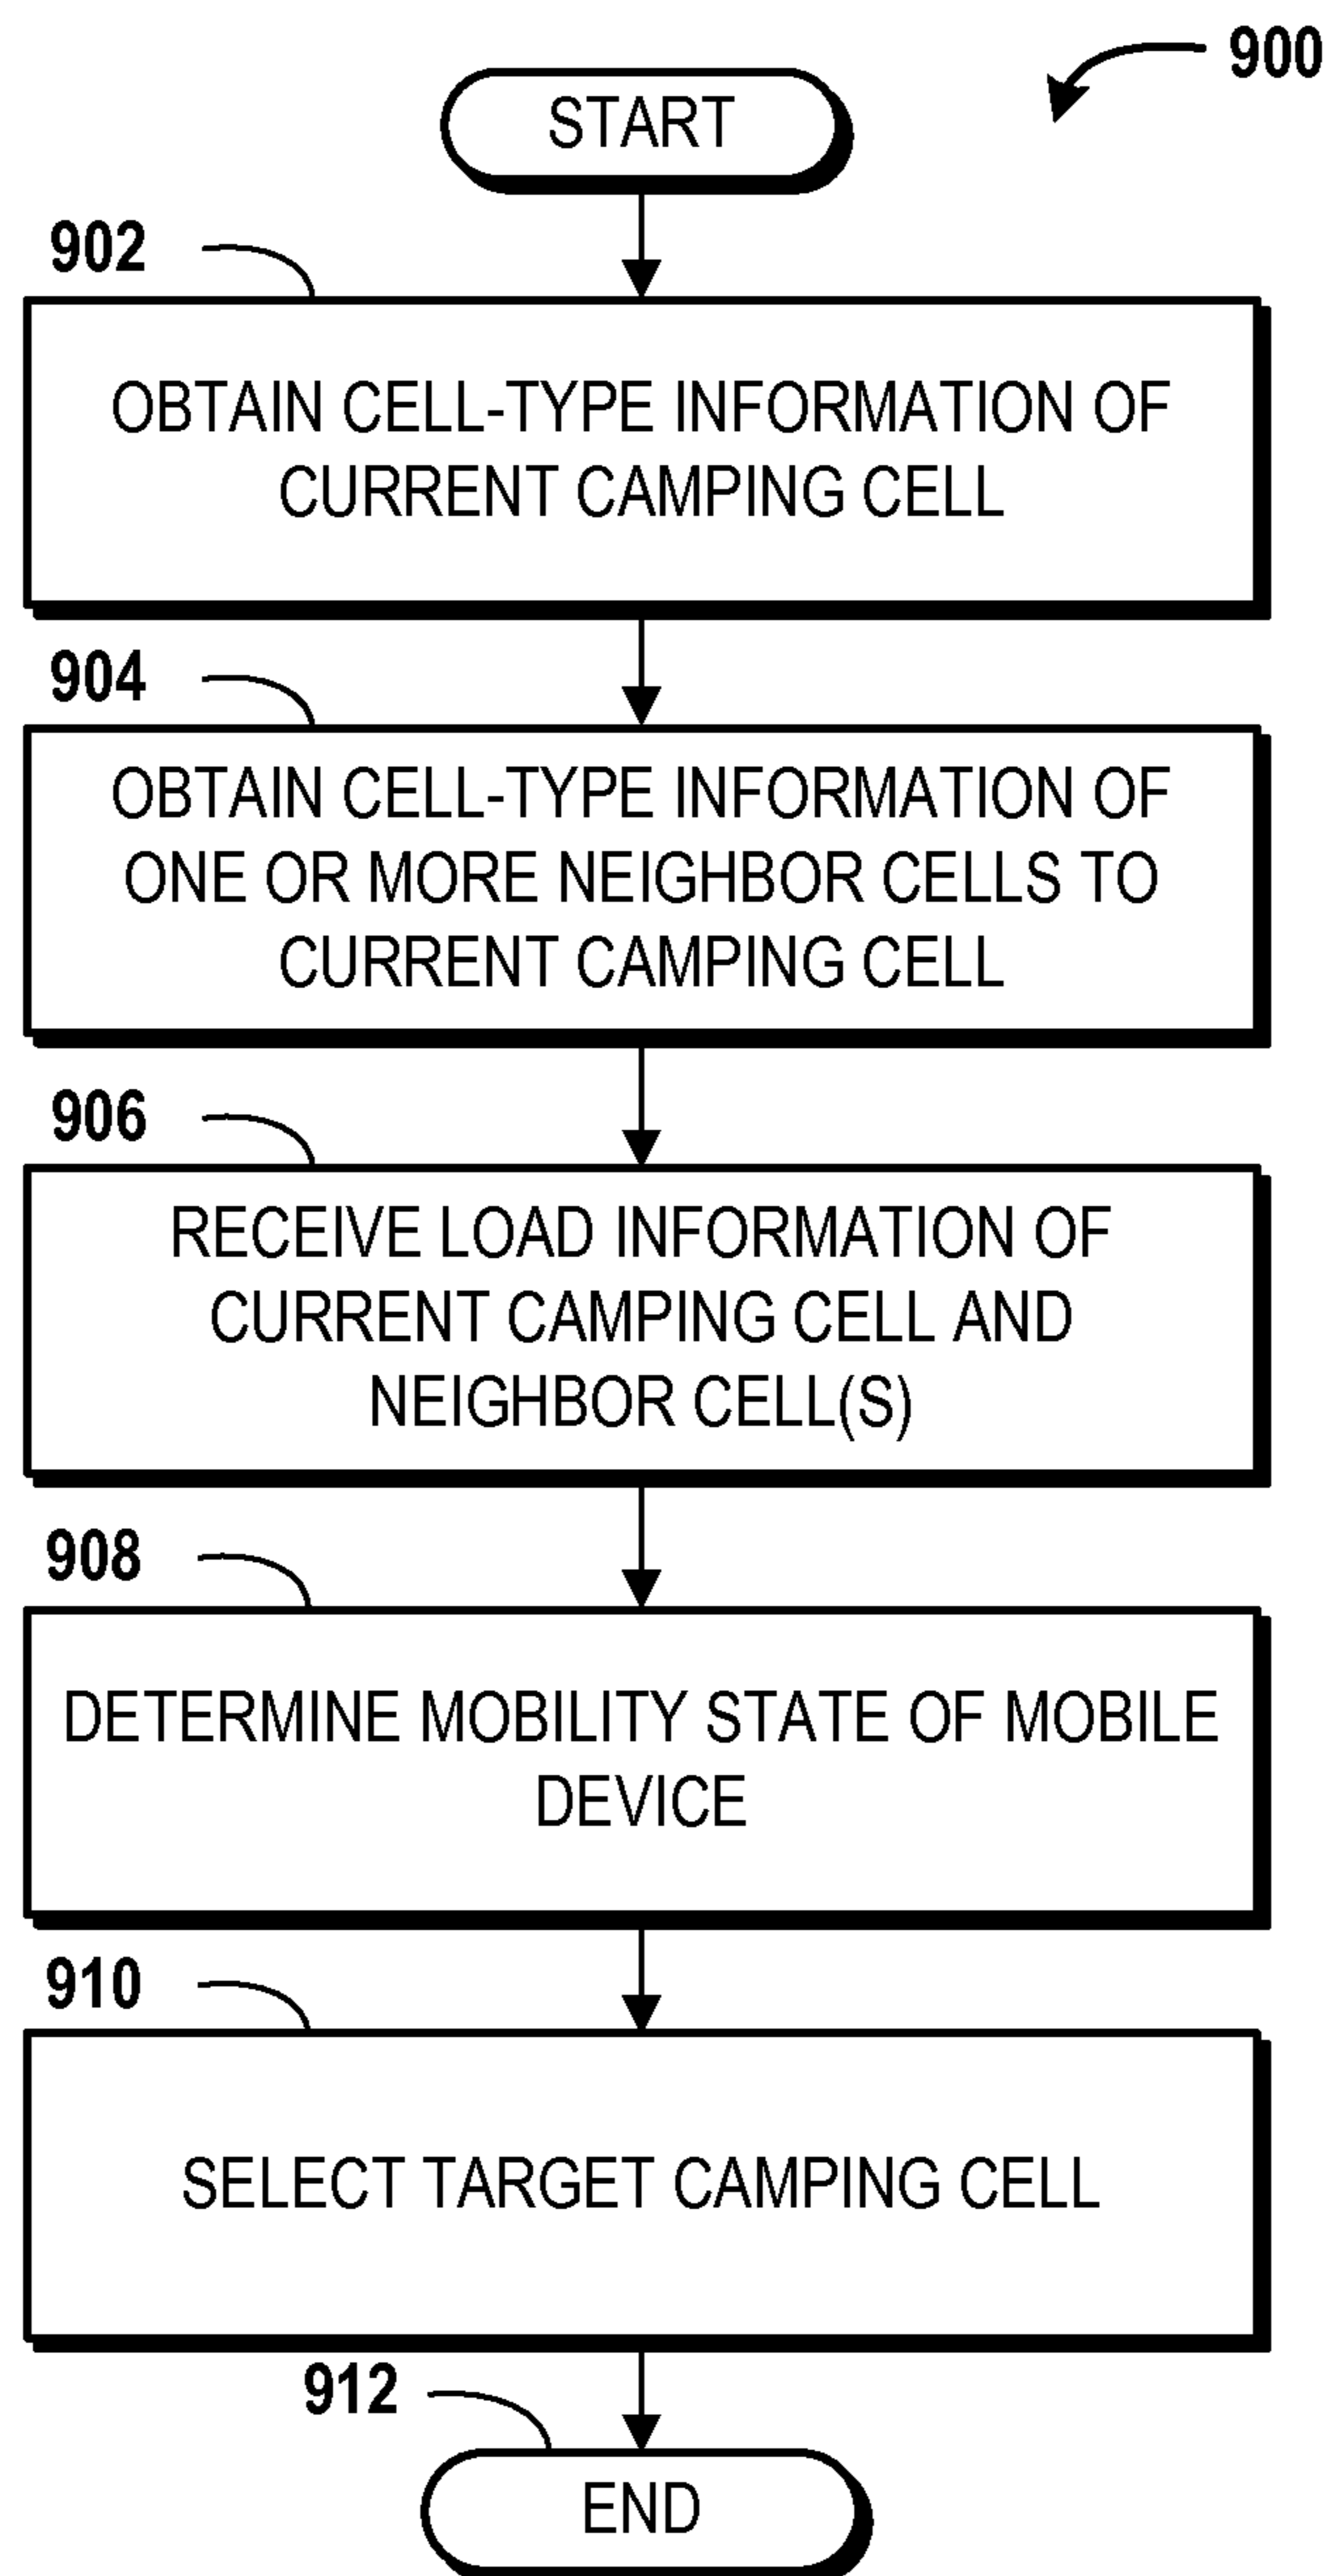 900
START
902
OBTAIN CELL-TYPE INFORMATION OF
CURRENT CAMPING CELL
904
OBTAIN CELL-TYPE INFORMATION OF
ONE OR MORE NEIGHBOR CELLS TO
CURRENT CAMPING CELL
906
RECEIVE LOAD INFORMATION OF
CURRENT CAMPING CELL AND
NEIGHBOR CELL(S)
908
DETERMINE MOBILITY STATE OF MOBILE
DEVICE
910
SELECT TARGET CAMPING CELL
912
END